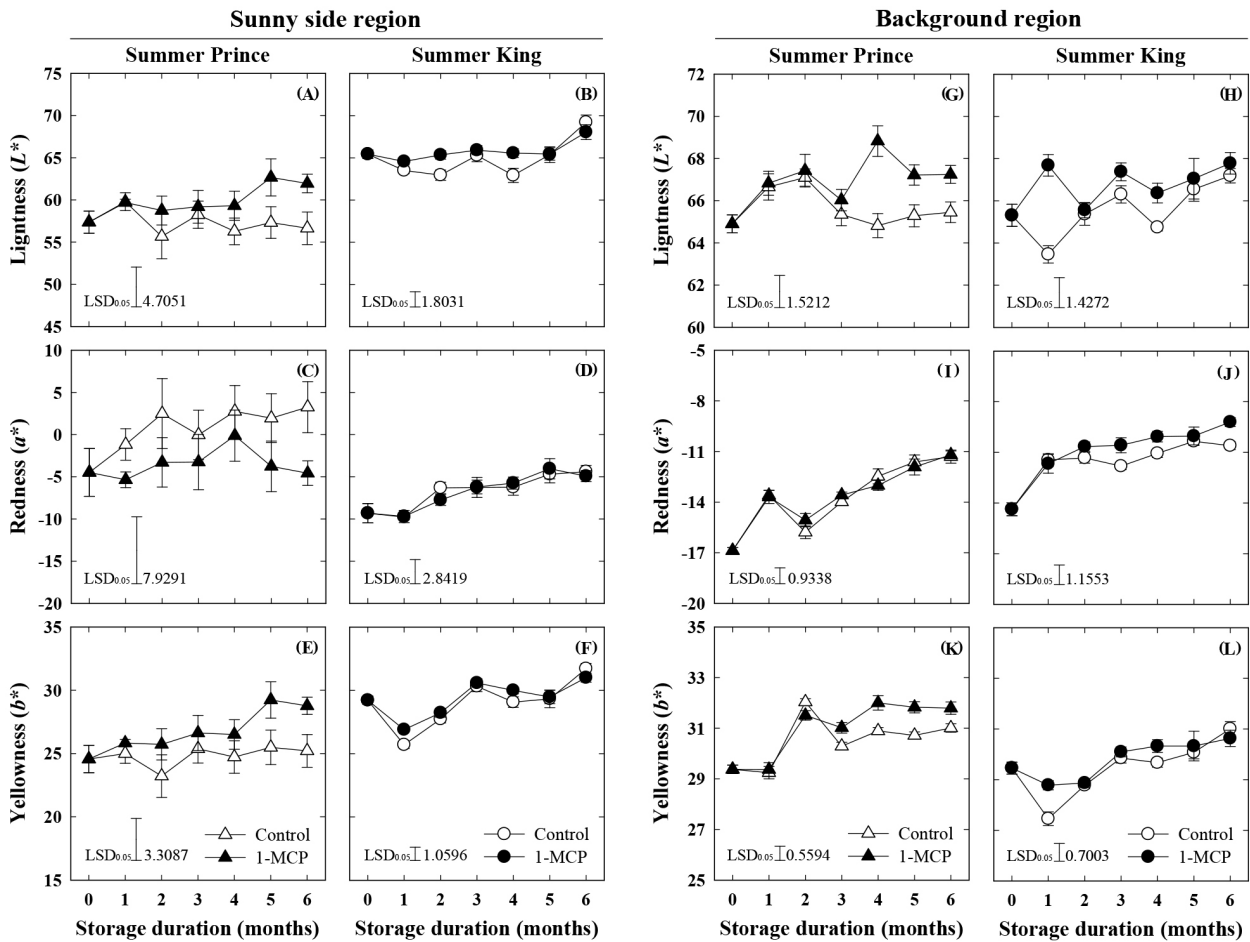 Sunny side region
Background region
Summer Prince
Summer King
Summer Prince
Summer King
Ligntness (L*)
75
70
65
60
55
50
45
(A)
LSD0.05 4.7051
(B)
LSD0.05 1.8031
Ligntness (L*)
72
70
68
66
64
62
60
(G)
LSD0.05 1.5212
(H)
LSD0.05 1.4272
Redness (a*)
10
5
0
-5
-10
-15
-20
(C)
LSD0.05 7.9291
(D)
LSD0.05 2.8419
Redness (a*)
-5
-8
-11
-14
-17
-20
(I)
LSD0.05 0.9338
(J)
LSD0.05 1.1553
Yellowness (b*)
35
30
25
20
15
(E)
Control
1-MCP
LSD0.05 3.3087
(F)
Control
1-MCP
LSD0.05 1.0596
Yellowness (b*)
35
33
31
29
27
25
(K)
Control
1-MCP
LSD0.05 0.5594
(L)
Control
1-MCP
LSD0.05 0.7003
0 1 2 3 4 5 6
0 1 2 3 4 5 6
0 1 2 3 4 5 6
0 1 2 3 4 5 6
Storage duration (months)
Storage duration (months)
Storage duration (months)
Storage duration (months)